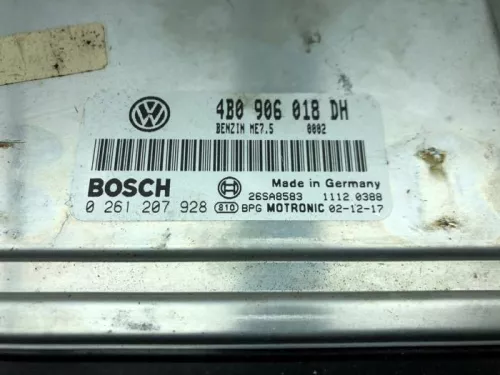 4B0 906 018 DH
BENZIN ME7.5 0002
BOSCH
Made in Germany
26SA8583 1112 0388
0 261 207 928 810 BPG MOTRONIC 02-12-17